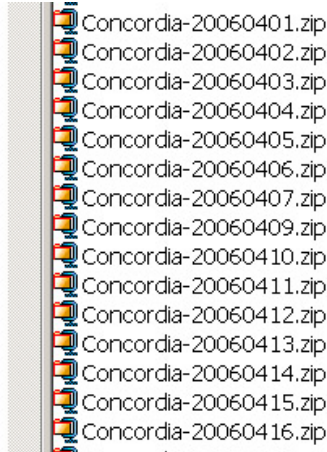 Concordia-20060401.zip
Concordia-20060402.zip
Concordia-20060403.zip
Concordia-20060404.zip
Concordia-20060405.zip
Concordia-20060406.zip
Concordia-20060407.zip
Concordia-20060409.zip
Concordia-20060410.zip
Concordia-20060411.zip
Concordia-20060412.zip
Concordia-20060413.zip
Concordia-20060414.zip
Concordia-20060415.zip
Concordia-20060416.zip